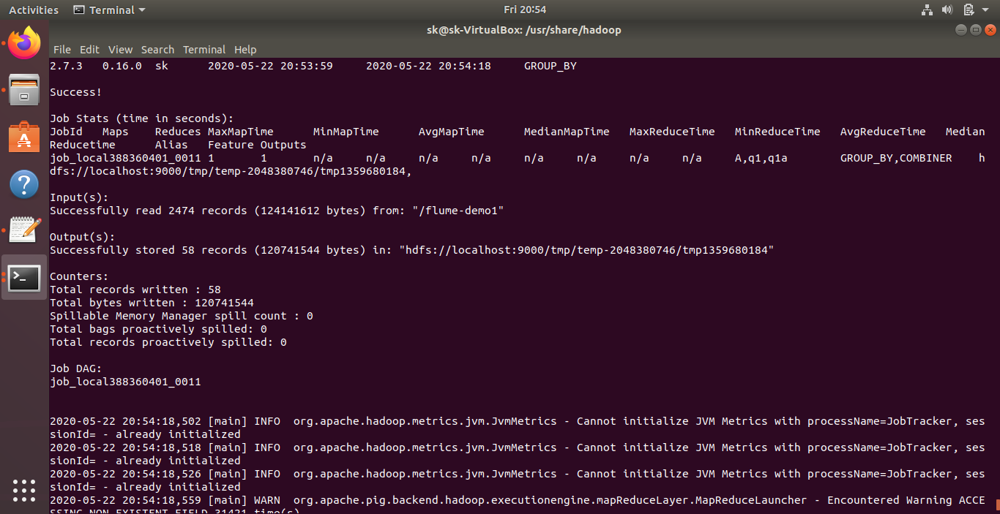 Activities Terminal Fri 20:54
sk@sk-VirtualBox: /usr/share/hadoop
File Edit View Search Terminal Help
2.7.3 0.16.0 sk 2020-05-22 20:53:59 2020-05-22 20:54:18 GROUP_BY
Success!
Job Stats (time in seconds):
JobId Maps Reduces MaxMapTime MinMapTime AvgMapTime MedianMapTime MaxReduceTime MinReduceTime AvgReduceTime Median
Reducetime Alias Feature Outputs
job_local388360401_0011 1 1 n/a n/a n/a n/a n/a n/a n/a n/a A,q1,q1a GROUP_BY,COMBINER h
dfs://localhost:9000/tmp/temp-2048380746/tmp1359680184,
Input(s):
Successfully read 2474 records (124141612 bytes) from: "/flume-demo1"
Output(s):
Successfully stored 58 records (120741544 bytes) in: "hdfs://localhost:9000/tmp/temp-2048380746/tmp1359680184"
Counters:
Total records written : 58
Total bytes written : 120741544
Spillable Memory Manager spill count : 0
Total bags proactively spilled: 0
Total records proactively spilled: 0
Job DAG:
job_local388360401_0011
2020-05-22 20:54:18,502 [main] INFO org.apache.hadoop.metrics.jvm.JvmMetrics - Cannot initialize JVM Metrics with processName=JobTracker, ses
sionId= - already initialized
2020-05-22 20:54:18,518 [main] INFO org.apache.hadoop.metrics.jvm.JvmMetrics - Cannot initialize JVM Metrics with processName=JobTracker, ses
sionId= - already initialized
2020-05-22 20:54:18,526 [main] INFO org.apache.hadoop.metrics.jvm.JvmMetrics - Cannot initialize JVM Metrics with processName=JobTracker, ses
sionId= - already initialized
2020-05-22 20:54:18,559 [main] WARN org.apache.pig.backend.hadoop.executionengine.mapReduceLayer.MapReduceLauncher - Encountered Warning ACCE
SSING_NON_EXISTENT_FIELD 31421 time(s).